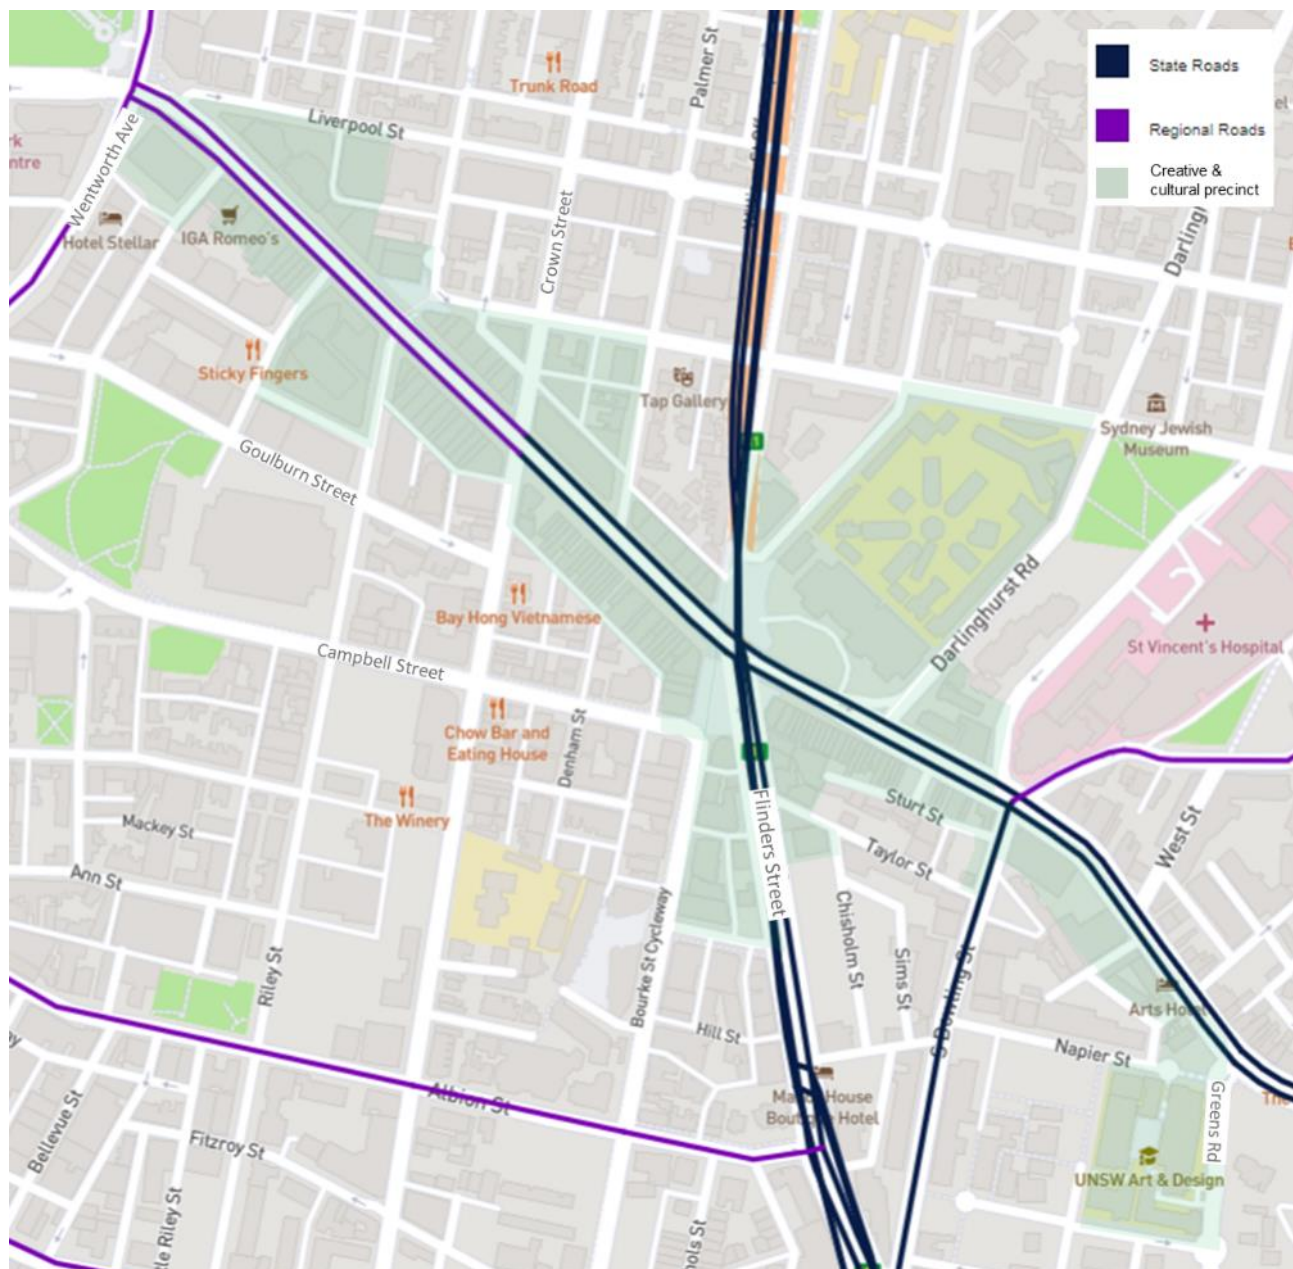 State Roads
Regional Roads
Creative &
cultural precinct
Trunk Road
Palmer St
Liverpool St
Wentworth Ave
Hotel Stellar
IGA Romeo's
Crown Street
Sticky Fingers
Tap Gallery
Sydney Jewish
Museum
Goulburn Street
Darlinghurst Rd
Bay Hong Vietnamese
St Vincent's Hospital
Campbell Street
Chow Bar and
Eating House
Denham St
The Winery
Flinders Street
Sturt St
Taylor St
West St
Mackey St
Ann St
Riley St
Bourke St Cycleway
Chisholm St
Sims St
S Dowling St
Arts Hotel
Hill St
Napier St
Greens Rd
House
Boutique Hotel
Albion St
Bellevue St
Fitzroy St
UNSW Art & Design